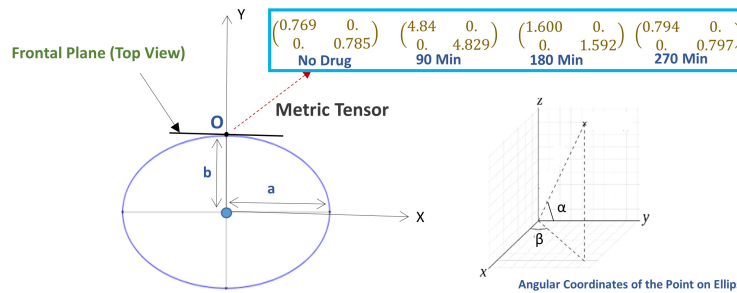 Y
(0.769 0.
0. 0.785)
No Drug
(4.84 0.
0. 4.829)
90 Min
(1.600 0.
0. 1.592)
180 Min
(0.794 0.
0. 0.797)
270 Min
Frontal Plane (Top View)
Metric Tensor
O
b
a
X
z
α
y
β
x
Angular Coordinates of the Point on Ellip